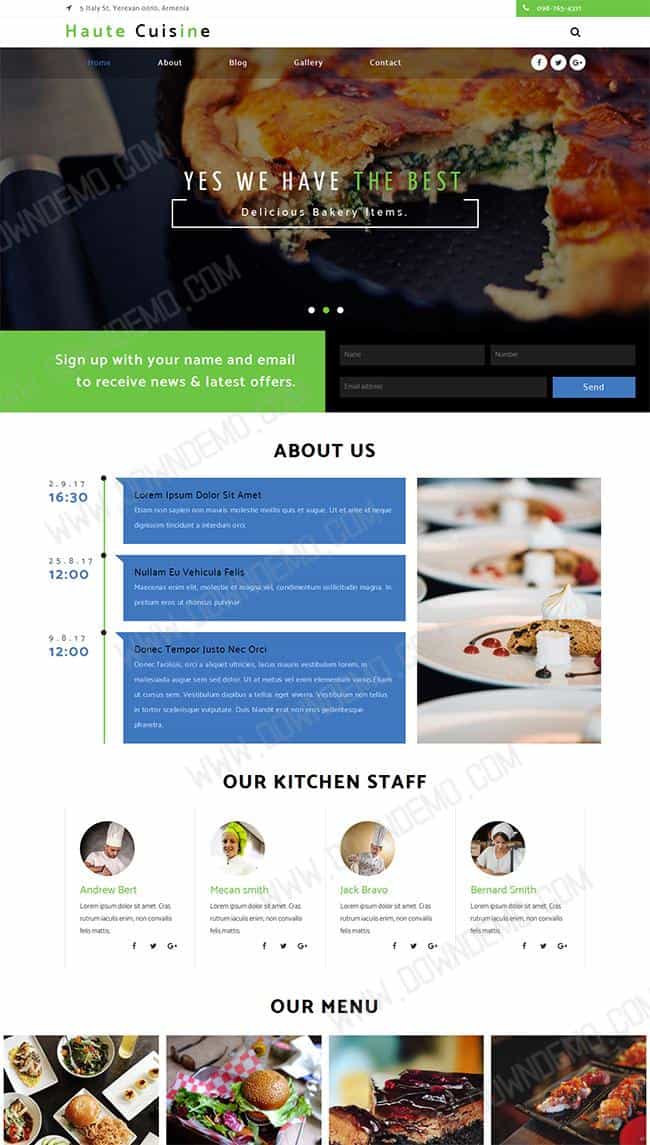 5 Italy St, Yerevan 0010, Armenia
098-765-4321
Haute Cuisine
Home About Blog Gallery Contact
YES WE HAVE THE BEST
Delicious Bakery Items.
Sign up with your name and email
to receive news & latest offers.
Name
Number
Email address
Send
ABOUT US
2.9.17
16:30
Lorem Ipsum Dolor Sit Amet
Etiam non sapien non mauris molestie mollis quis et augue. Ut et ante id neque
dignissim tincidunt a interdum orci.
25.8.17
12:00
Nullam Eu Vehicula Felis
Maecenas enim elit, molestie et magna vel, condimentum sollicitudin magna. In
pretium eros ut rhoncus pulvinar.
9.8.17
12:00
Donec Tempor Justo Nec Orci
Donec facilisis, orci a aliquet ultricies, lacus mauris vestibulum lorem, in
malesuada augue sem sed dolor. Ut at metus vel enim elementum varius.Etiam
ut cursus sem. Vestibulum dapibus a tellus eget viverra. Vestibulum non tellus
in tortor scelerisque vulputate. Duis blandit erat non eros pellentesque
pharetra.
OUR KITCHEN STAFF
Andrew Bert
Lorem ipsum dolor sit amet, Cras
rutrum iaculis enim, non convallis
felis mattis.
Mecan smith
Lorem ipsum dolor sit amet, Cras
rutrum iaculis enim, non convallis
felis mattis.
Jack Bravo
Lorem ipsum dolor sit amet, Cras
rutrum iaculis enim, non convallis
felis mattis.
Bernard Smith
Lorem ipsum dolor sit amet, Cras
rutrum iaculis enim, non convallis
felis mattis.
OUR MENU
WWW.DOWNDEMO.COM